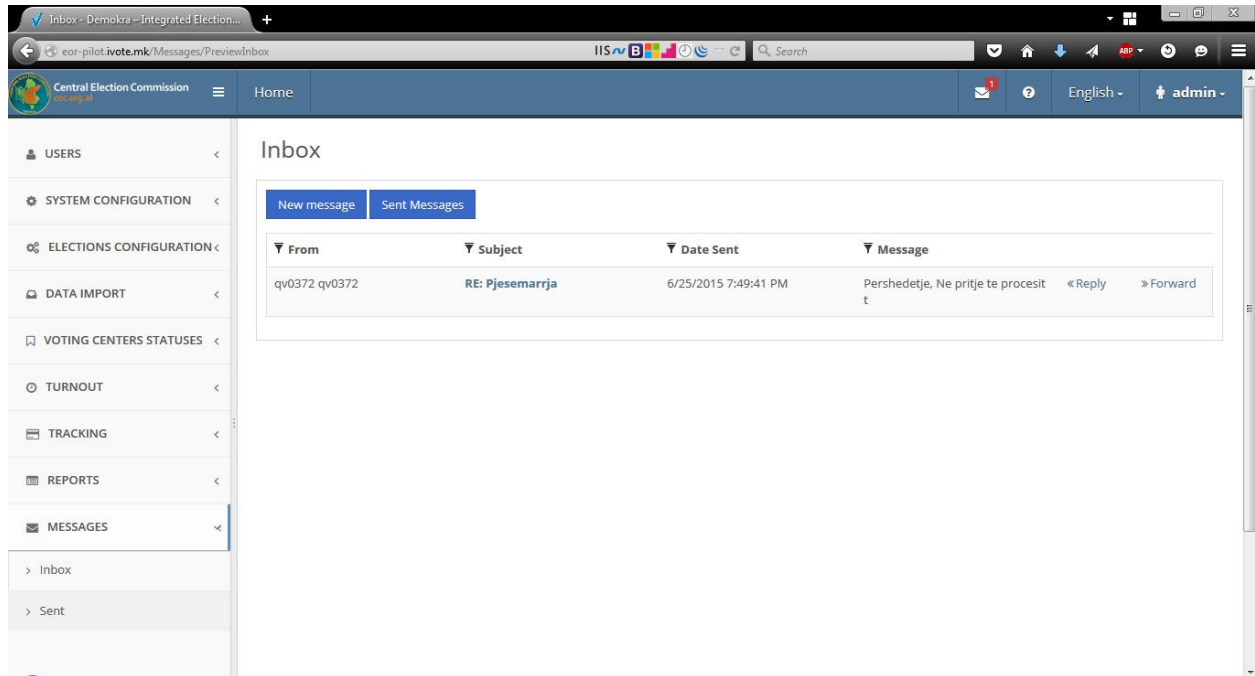 Inbox - Demokra - Integrated Election...
eor-pilot.ivote.mk/Messages/PreviewInbox
IIS
B
Search
ABP
Central Election Commission
cec.org.al
Home
1
English
admin
USERS
SYSTEM CONFIGURATION
ELECTIONS CONFIGURATION
DATA IMPORT
VOTING CENTERS STATUSES
TURNOUT
TRACKING
REPORTS
MESSAGES
> Inbox
> Sent
Inbox
New message Sent Messages
From Subject Date Sent Message
qv0372 qv0372 RE: Pjesemarrja 6/25/2015 7:49:41 PM Pershedetje, Ne pritje te procesit «Reply »Forward
t